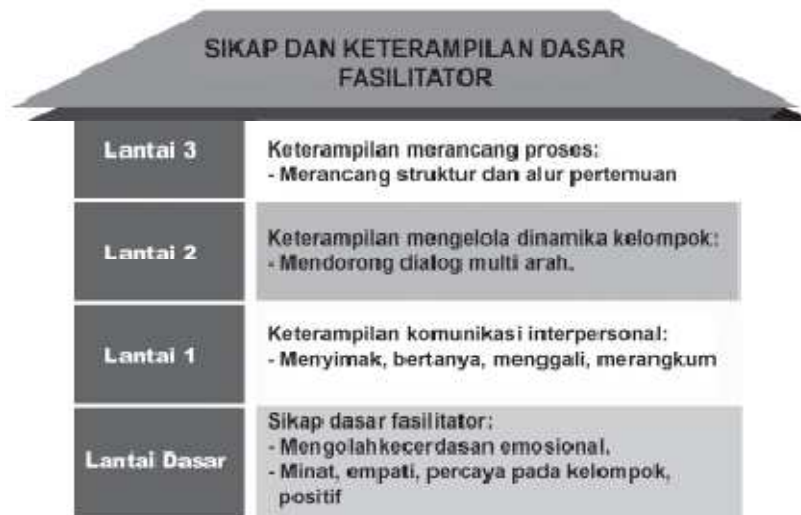 SIKAP DAN KETERAMPILAN DASAR
FASILITATOR
Lantai 3
Keterampilan merancang proses:
- Merancang struktur dan alur pertemuan
Lantai 2
Keterampilan mengelola dinamika kelompok:
- Mendorong dialog multi arah.
Lantai 1
Keterampilan komunikasi interpersonal:
- Menyimak, bertanya, menggali, merangkum
Lantai Dasar
Sikap dasar fasilitator:
- Mengolahkecerdasan emosional.
- Minat, empati, percaya pada kelompok,
positif